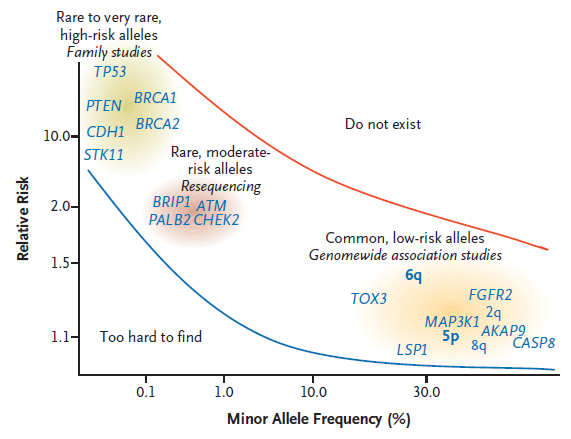 Rare to very rare,
high-risk alleles
Family studies
TP53
PTEN BRCA1
CDH1 BRCA2
STK11
10.0
Do not exist
Rare, moderate-
risk alleles
Resequencing
BRIP1 ATM
PALB2 CHEK2
2.0
Relative Risk
Common, low-risk alleles
Genomewide association studies
1.5
6q
TOX3 FGFR2
2q
MAP3K1 AKAP9
5p 8q CASP8
LSP1
1.1
Too hard to find
0.1 1.0 10.0 30.0
Minor Allele Frequency (%)